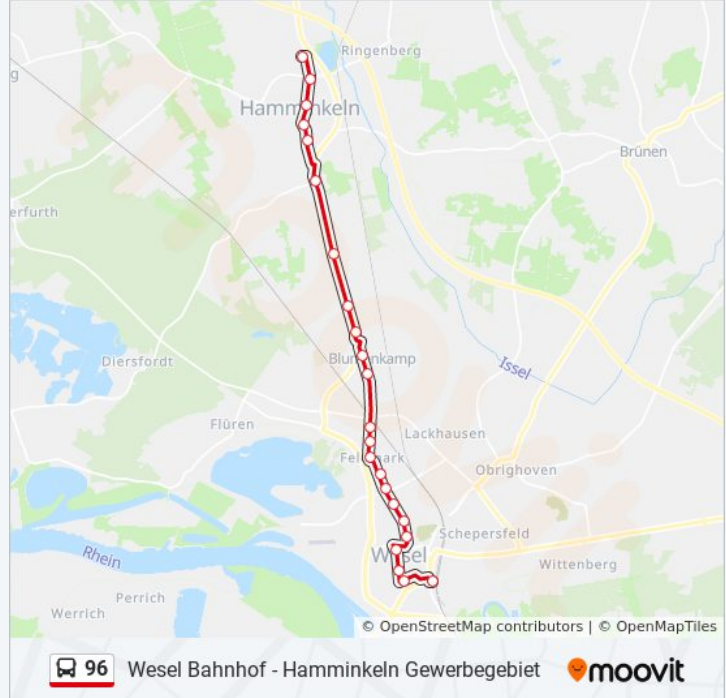 Ringenberg
g
Hamminkeln
Brünen
erfurth
Blumenkamp
Diersfordt
Issel
Flüren
Lackhausen
Feldmark
Obrighoven
Schepersfeld
Wesel
Rhein
Wittenberg
Perrich
Werrich
© OpenStreetMap contributors | © OpenMapTiles
96 Wesel Bahnhof - Hamminkeln Gewerbegebiet moovit